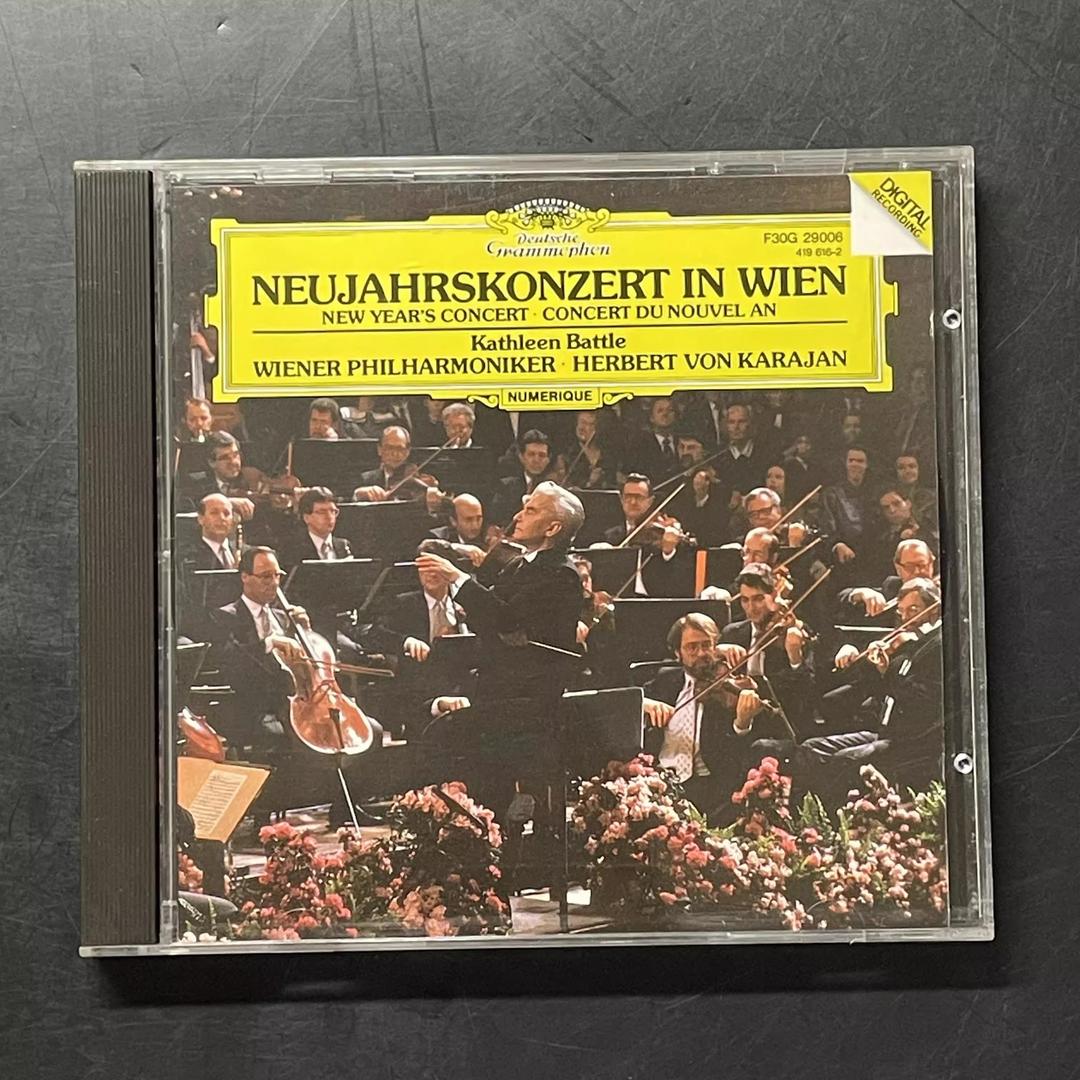 DIGITAL
RECORDING
Deutsche
Grammophon
F30G 29006
419 616-2
NEUJAHRSKONZERT IN WIEN
NEW YEAR'S CONCERT · CONCERT DU NOUVEL AN
Kathleen Battle
WIENER PHILHARMONIKER · HERBERT VON KARAJAN
NUMERIQUE